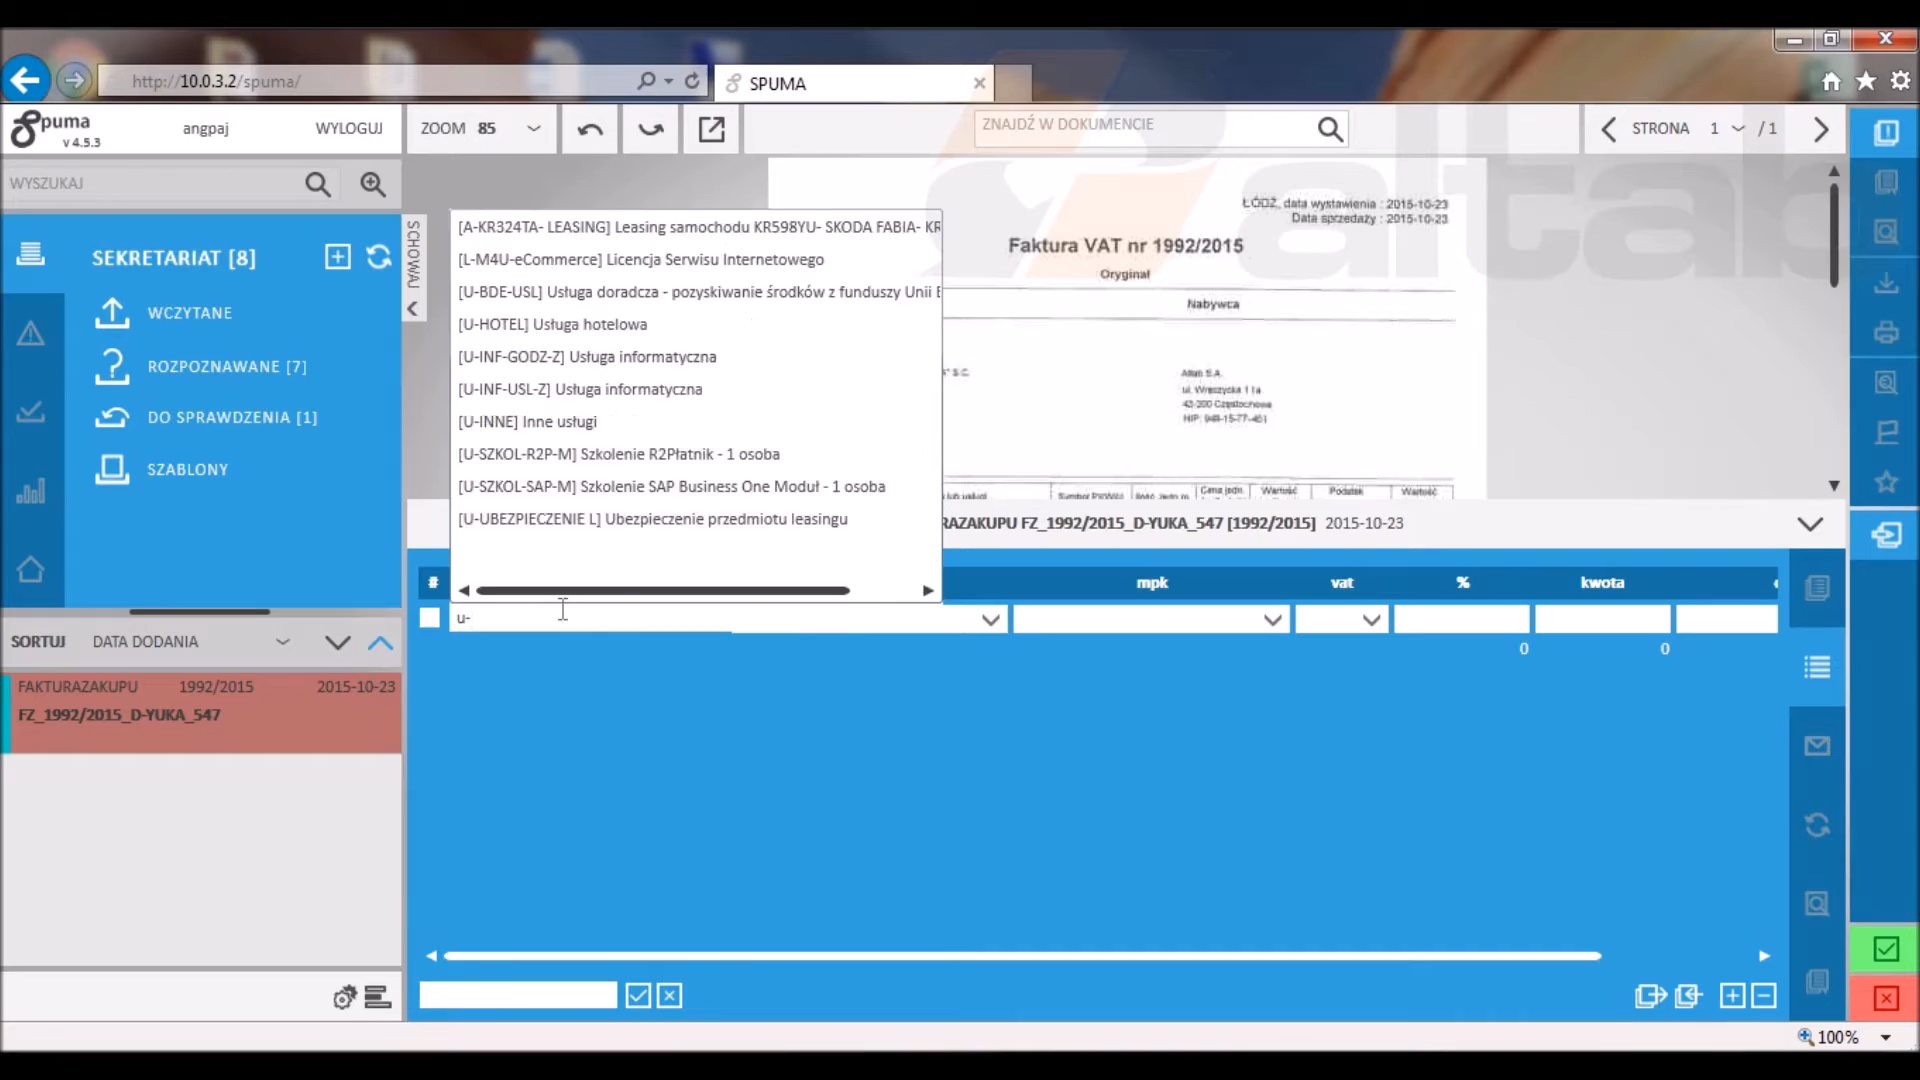 http://10.0.3.2/spuma/
SPUMA
puma
v 4.5.3
angpaj
WYLOGUJ
ZOOM 85
ZNAJDŹ W DOKUMENCIE
STRONA 1 / 1
altab
WYSZUKAJ
SCHOWAJ
SEKRETARIAT [8]
WCZYTANE
ROZPOZNAWANE [7]
DO SPRAWDZENIA [1]
SZABLONY
ŁÓDŹ, data wystawienia : 2015-10-23
Data sprzedaży : 2015-10-23
Faktura VAT nr 1992/2015
Oryginał
Nabywca
Altab S.A.
[A-KR324TA- LEASING] Leasing samochodu KR598YU- SKODA FABIA- KR
[L-M4U-eCommerce] Licencja Serwisu Internetowego
[U-BDE-USL] Usługa doradcza - pozyskiwanie środków z funduszy Unii E
[U-HOTEL] Usługa hotelowa
[U-INF-GODZ-Z] Usługa informatyczna
[U-INF-USL-Z] Usługa informatyczna
[U-INNE] Inne usługi
[U-SZKOL-R2P-M] Szkolenie R2Płatnik - 1 osoba
[U-SZKOL-SAP-M] Szkolenie SAP Business One Moduł - 1 osoba
[U-UBEZPIECZENIE L] Ubezpieczenie przedmiotu leasingu
Wartość Podatek Wartość
RAZAKUPU FZ_1992/2015_D-YUKA_547 [1992/2015] 2015-10-23
# mpk vat % kwota
u-
0 0
SORTUJ DATA DODANIA
FAKTURAZAKUPU 1992/2015 2015-10-23
FZ_1992/2015_D-YUKA_547
100%